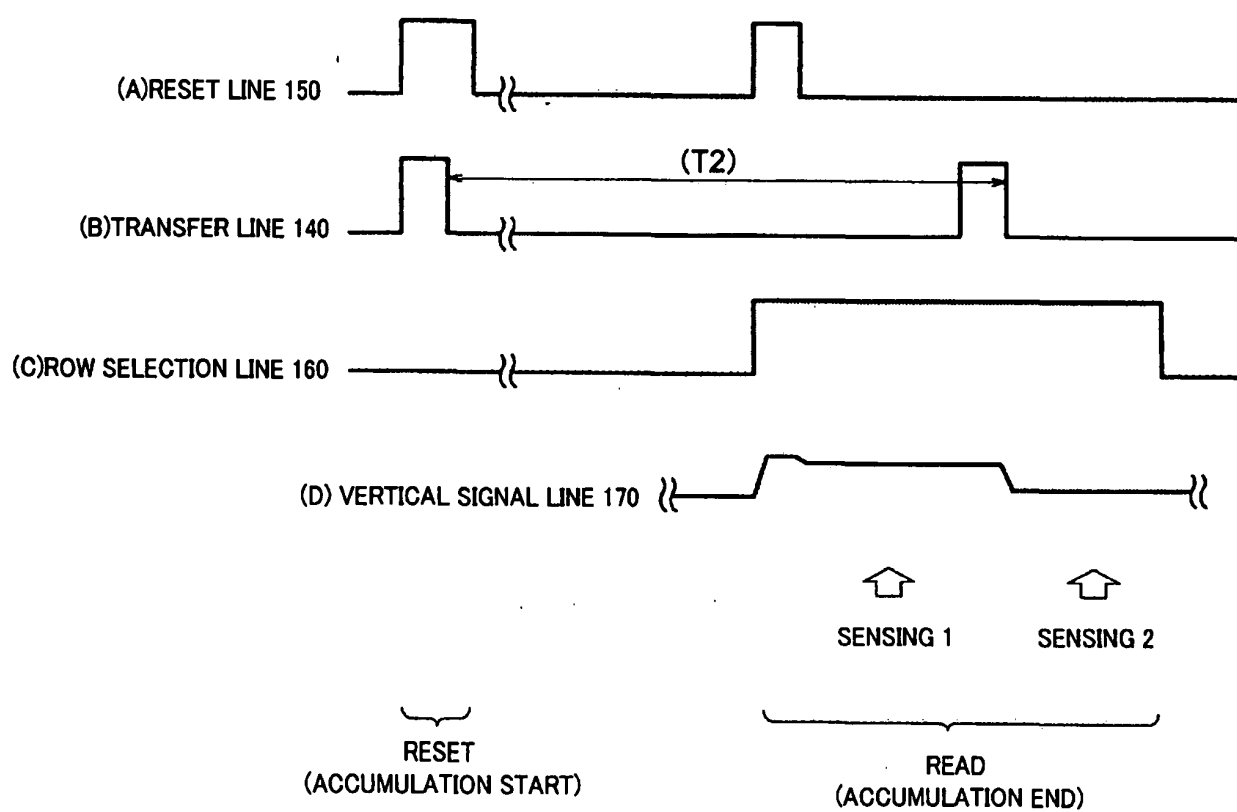 (A)RESET LINE 150
(T2)
(B)TRANSFER LINE 140
(C)ROW SELECTION LINE 160
(D) VERTICAL SIGNAL LINE 170
SENSING 1
SENSING 2
RESET
(ACCUMULATION START)
READ
(ACCUMULATION END)